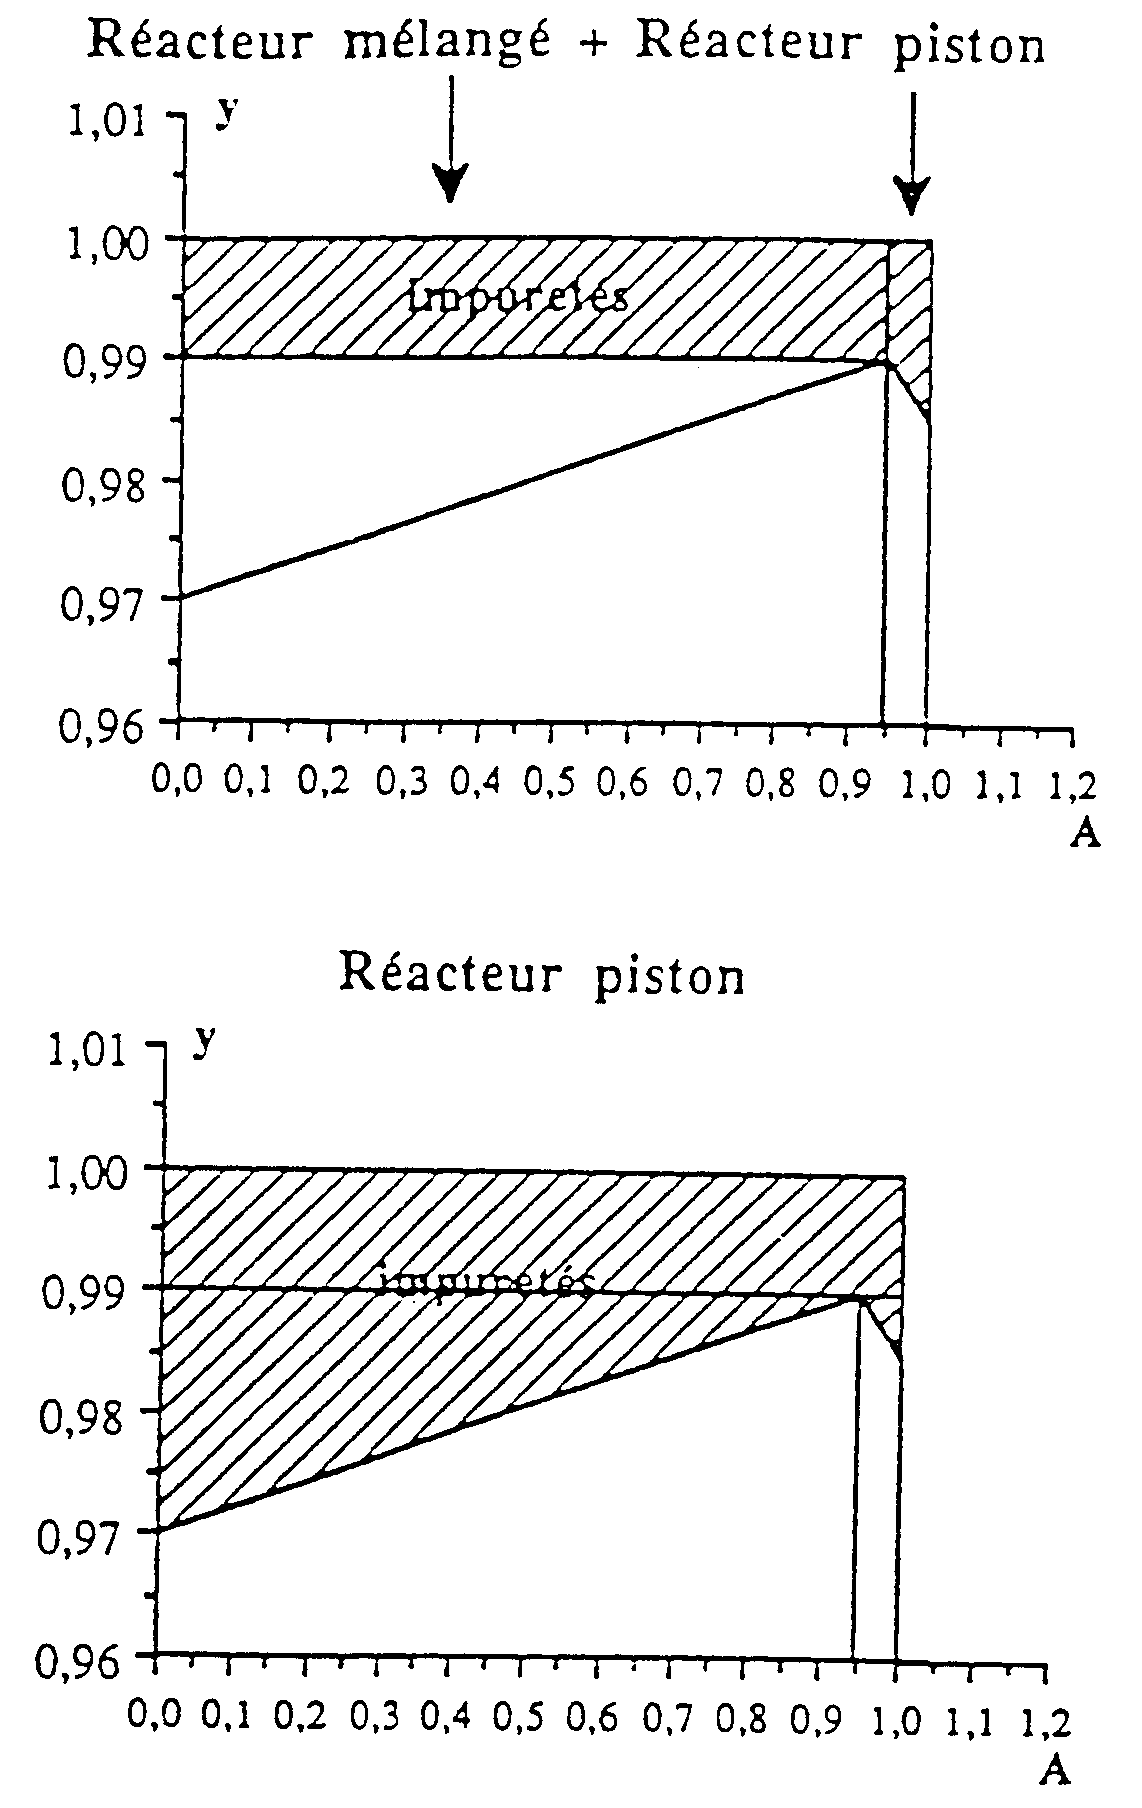 Réacteur mélangé + Réacteur piston
y
1,01
1,00
Impuretés
0,99
0,98
0,97
0,96
0,0 0,1 0,2 0,3 0,4 0,5 0,6 0,7 0,8 0,9 1,0 1,1 1,2
A
Réacteur piston
y
1,01
1,00
impuretés
0,99
0,98
0,97
0,96
0,0 0,1 0,2 0,3 0,4 0,5 0,6 0,7 0,8 0,9 1,0 1,1 1,2
A